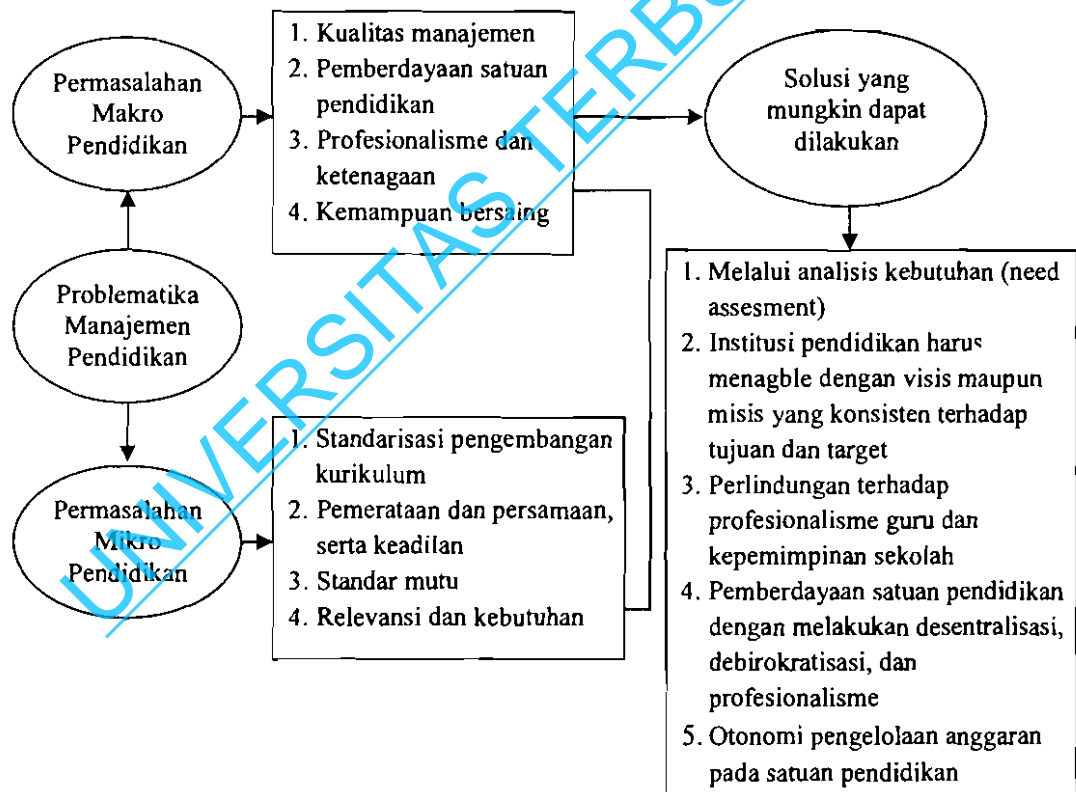 Permasalahan
Makro
Pendidikan
1. Kualitas manajemen
2. Pemberdayaan satuan
pendidikan
3. Profesionalisme dan
ketenagaan
4. Kemampuan bersaing
Solusi yang
mungkin dapat
dilakukan
Problematika
Manajemen
Pendidikan
Permasalahan
Mikro
Pendidikan
1. Standarisasi pengembangan
kurikulum
2. Pemerataan dan persamaan,
serta keadilan
3. Standar mutu
4. Relevansi dan kebutuhan
1. Melalui analisis kebutuhan (need
assesment)
2. Institusi pendidikan harus
menagble dengan visis maupun
misis yang konsisten terhadap
tujuan dan target
3. Perlindungan terhadap
profesionalisme guru dan
kepemimpinan sekolah
4. Pemberdayaan satuan pendidikan
dengan melakukan desentralisasi,
debirokratisasi, dan
profesionalisme
5. Otonomi pengelolaan anggaran
pada satuan pendidikan
UNIVERSITAS